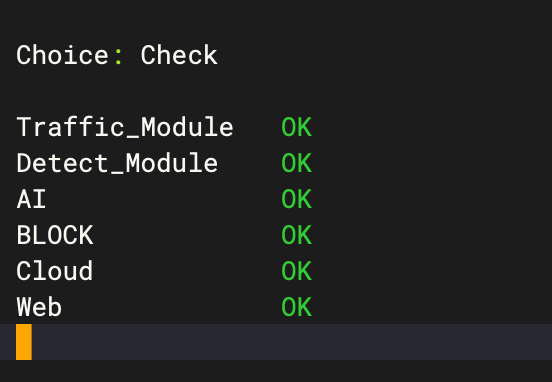 Choice: Check
Traffic_Module OK
Detect_Module OK
AI OK
BLOCK OK
Cloud OK
Web OK